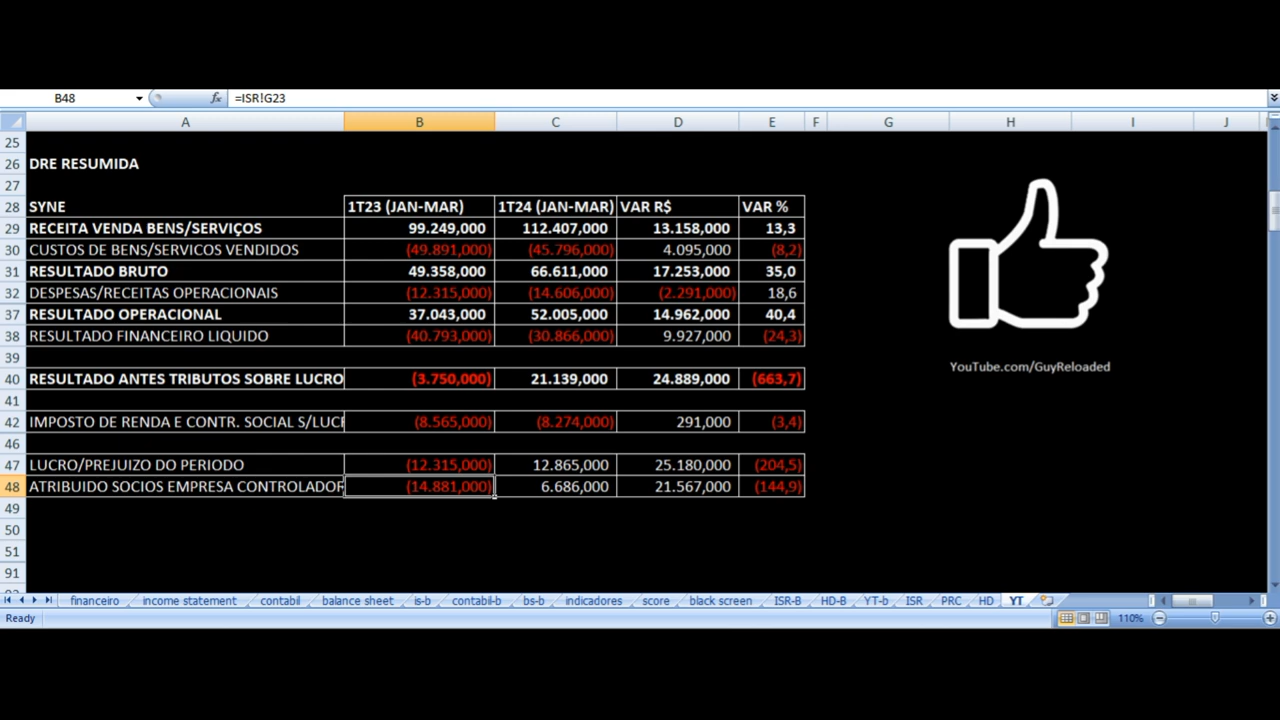 B48 fx =ISR!G23
A B C D E F G H I J
25
26 DRE RESUMIDA
27
28 SYNE 1T23 (JAN-MAR) 1T24 (JAN-MAR) VAR R$ VAR %
29 RECEITA VENDA BENS/SERVIÇOS 99.249,000 112.407,000 13.158,000 13,3
30 CUSTOS DE BENS/SERVICOS VENDIDOS (49.891,000) (45.796,000) 4.095,000 (8,2)
31 RESULTADO BRUTO 49.358,000 66.611,000 17.253,000 35,0
32 DESPESAS/RECEITAS OPERACIONAIS (12.315,000) (14.606,000) (2.291,000) 18,6
37 RESULTADO OPERACIONAL 37.043,000 52.005,000 14.962,000 40,4
38 RESULTADO FINANCEIRO LIQUIDO (40.793,000) (30.866,000) 9.927,000 (24,3)
39
40 RESULTADO ANTES TRIBUTOS SOBRE LUCRO (3.750,000) 21.139,000 24.889,000 (663,7)
41
42 IMPOSTO DE RENDA E CONTR. SOCIAL S/LUCR (8.565,000) (8.274,000) 291,000 (3,4)
46
47 LUCRO/PREJUIZO DO PERIODO (12.315,000) 12.865,000 25.180,000 (204,5)
48 ATRIBUIDO SOCIOS EMPRESA CONTROLADOR (14.881,000) 6.686,000 21.567,000 (144,9)
49
50
51
91
YouTube.com/GuyReloaded
financeiro income statement contabil balance sheet is-b contabil-b bs-b indicadores score black screen ISR-B HD-B YT-b ISR PRC HD YT
Ready 110%